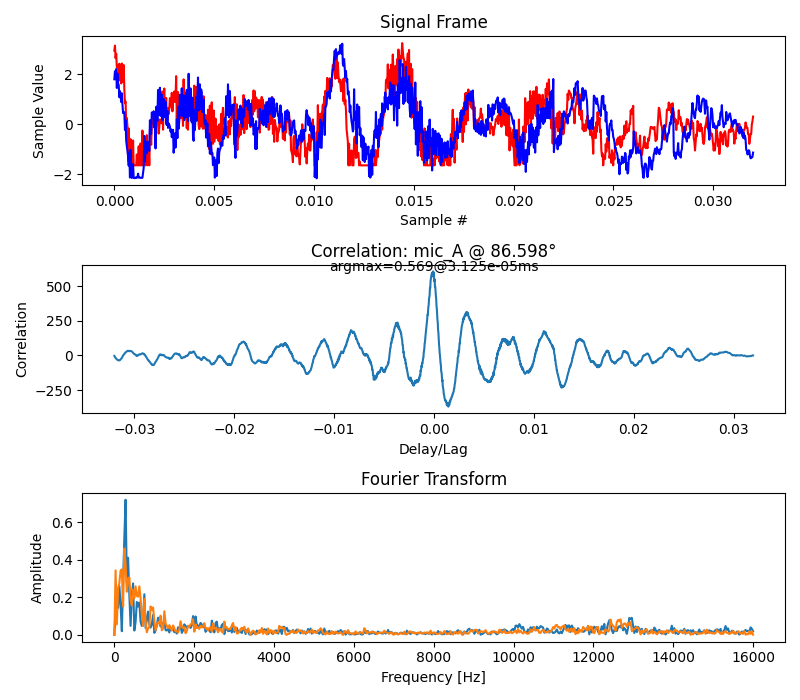 Signal Frame
2
0
−2
Sample Value
0.000 0.005 0.010 0.015 0.020 0.025 0.030
Sample #
Correlation: mic_A @ 86.598°
argmax=0.569@3.125e-05ms
500
250
0
−250
Correlation
−0.03 −0.02 −0.01 0.00 0.01 0.02 0.03
Delay/Lag
Fourier Transform
0.6
0.4
0.2
0.0
Amplitude
0 2000 4000 6000 8000 10000 12000 14000 16000
Frequency [Hz]